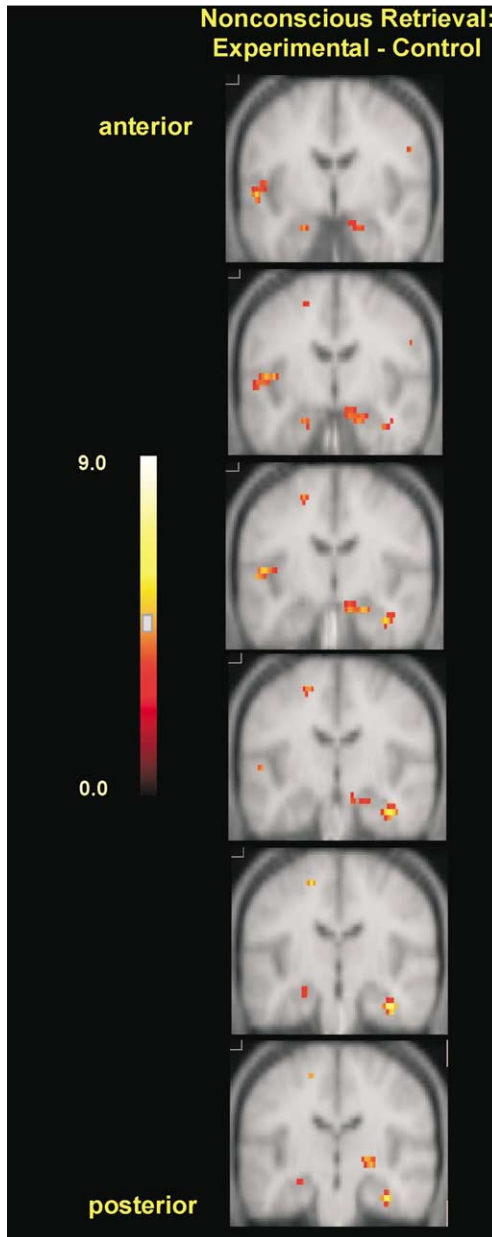 Nonconscious Retrieval:
Experimental - Control
anterior
9.0
0.0
posterior